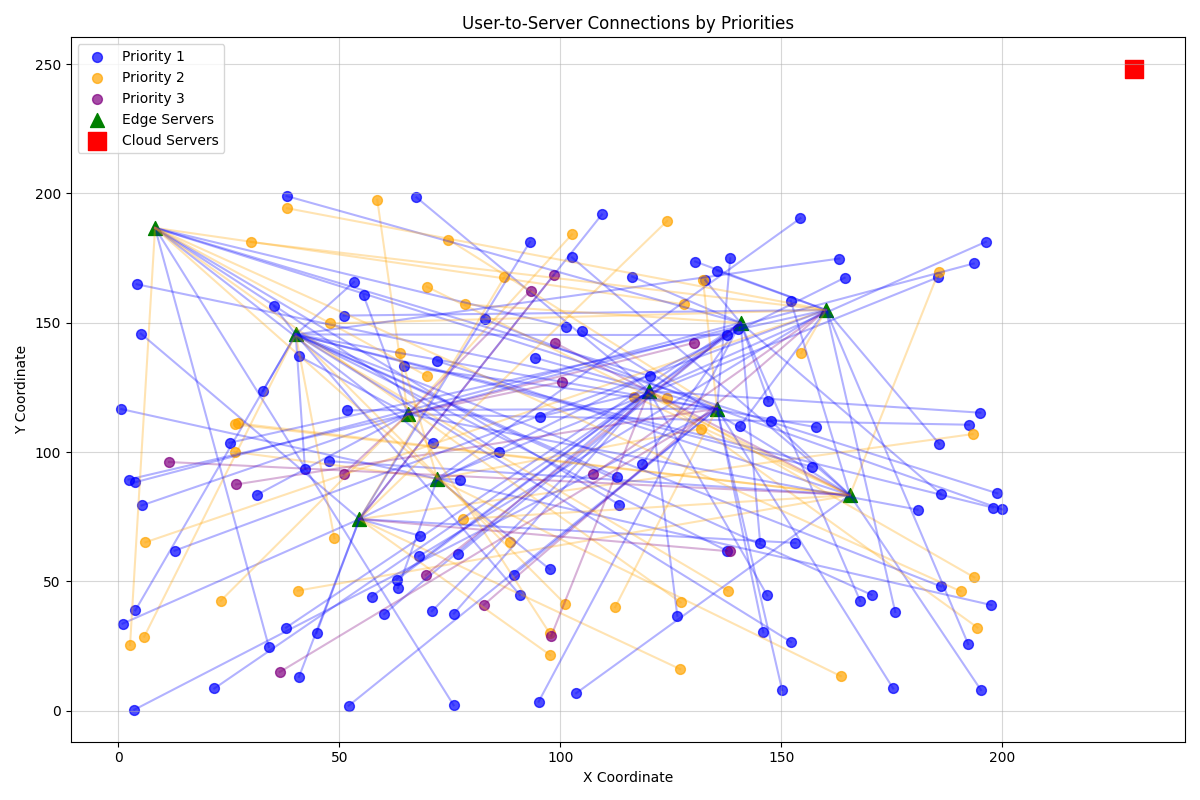 User-to-Server Connections by Priorities
Priority 1
Priority 2
Priority 3
Edge Servers
Cloud Servers
250
200
150
100
50
0
Y Coordinate
0
50
100
150
200
X Coordinate